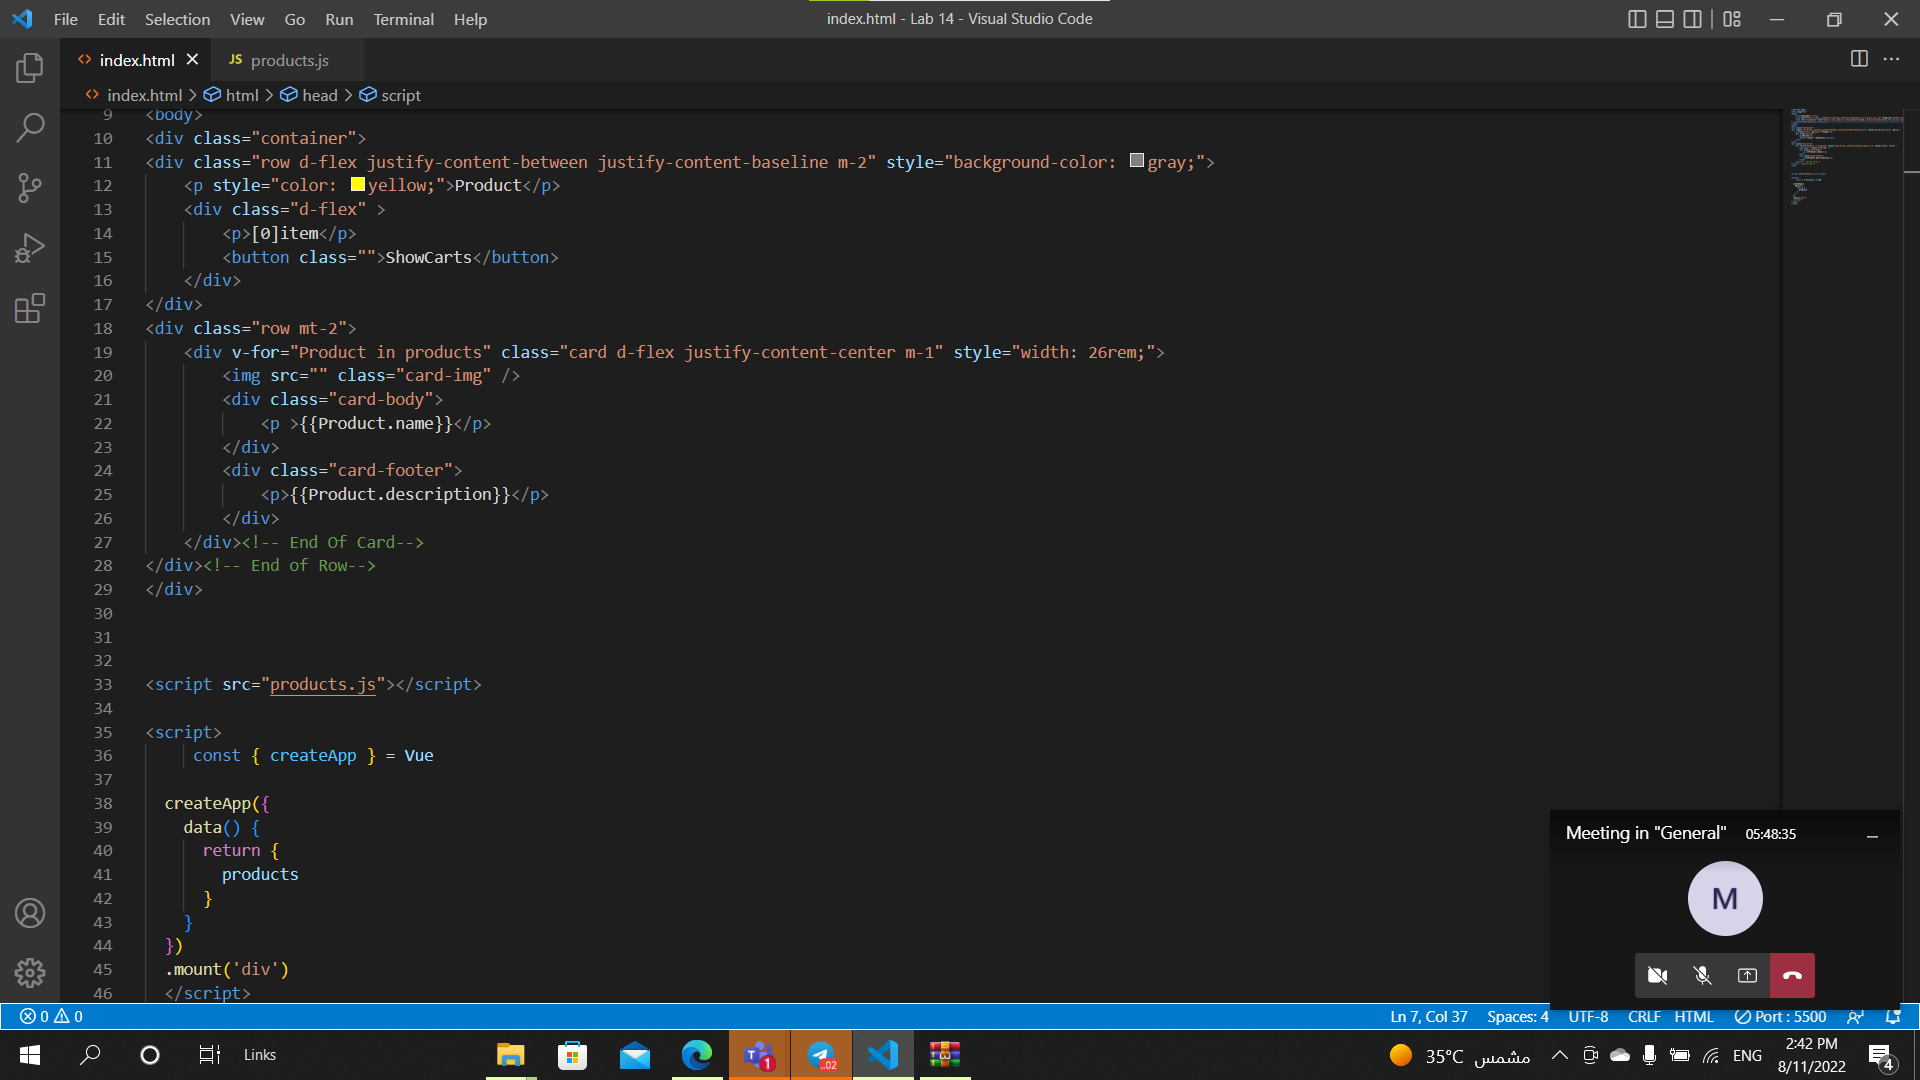 File Edit Selection View Go Run Terminal Help
index.html - Lab 14 - Visual Studio Code
index.html
JS products.js
index.html > html > head > script
9 <body>
10 <div class="container">
11 <div class="row d-flex justify-content-between justify-content-baseline m-2" style="background-color: gray;">
12 <p style="color: yellow;">Product</p>
13 <div class="d-flex" >
14 <p>[0]item</p>
15 <button class="">ShowCarts</button>
16 </div>
17 </div>
18 <div class="row mt-2">
19 <div v-for="Product in products" class="card d-flex justify-content-center m-1" style="width: 26rem;">
20 <img src="" class="card-img" />
21 <div class="card-body">
22 <p >{{Product.name}}</p>
23 </div>
24 <div class="card-footer">
25 <p>{{Product.description}}</p>
26 </div>
27 </div><!-- End Of Card-->
28 </div><!-- End of Row-->
29 </div>
30
31
32
33 <script src="products.js"></script>
34
35 <script>
36 const { createApp } = Vue
37
38 createApp({
39 data() {
40 return {
41 products
42 }
43 }
44 })
45 .mount('div')
46 </script>
Meeting in "General" 05:48:35
M
0 0
Ln 7, Col 37 Spaces: 4 UTF-8 CRLF HTML Port : 5500
Links
T 1
..02
35°C مشمس
ENG
2:42 PM
8/11/2022
4